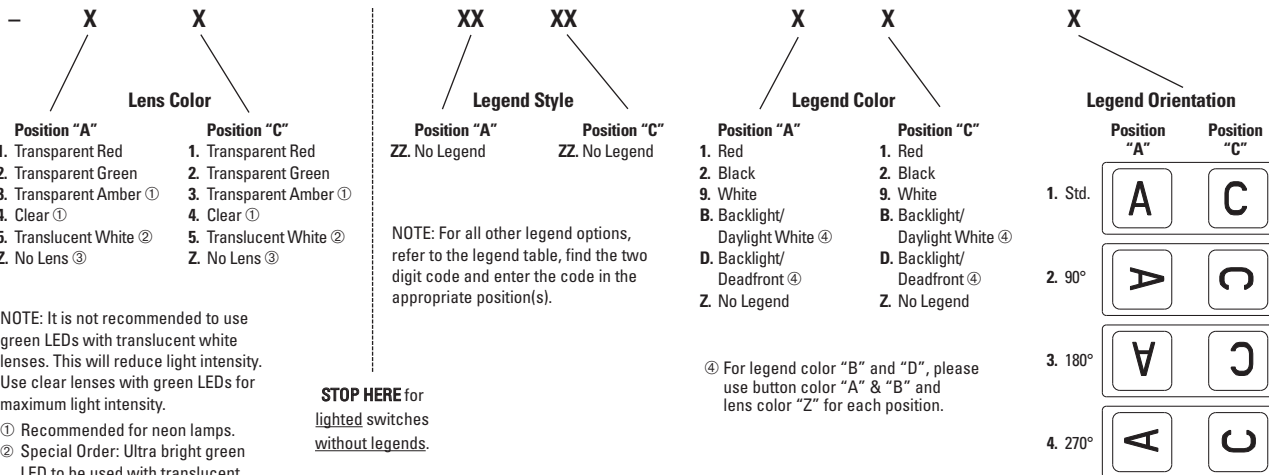 – X X XX XX X X X
Lens Color
Position “A” Position “C”
1. Transparent Red 1. Transparent Red
2. Transparent Green 2. Transparent Green
3. Transparent Amber ① 3. Transparent Amber ①
4. Clear ① 4. Clear ①
5. Translucent White ② 5. Translucent White ②
Z. No Lens ③ Z. No Lens ③
NOTE: It is not recommended to use
green LEDs with translucent white
lenses. This will reduce light intensity.
Use clear lenses with green LEDs for
maximum light intensity.
① Recommended for neon lamps.
② Special Order: Ultra bright green
LED to be used with translucent
STOP HERE for
lighted switches
without legends.
Legend Style
Position “A” Position “C”
ZZ. No Legend ZZ. No Legend
NOTE: For all other legend options,
refer to the legend table, find the two
digit code and enter the code in the
appropriate position(s).
Legend Color
Position “A” Position “C”
1. Red 1. Red
2. Black 2. Black
9. White 9. White
B. Backlight/ B. Backlight/
Daylight White ④ Daylight White ④
D. Backlight/ D. Backlight/
Deadfront ④ Deadfront ④
Z. No Legend Z. No Legend
④ For legend color “B” and “D”, please
use button color “A” & “B” and
lens color “Z” for each position.
Legend Orientation
Position Position
“A” “C”
1. Std. A C
2. 90° A C
3. 180° A C
4. 270° A C